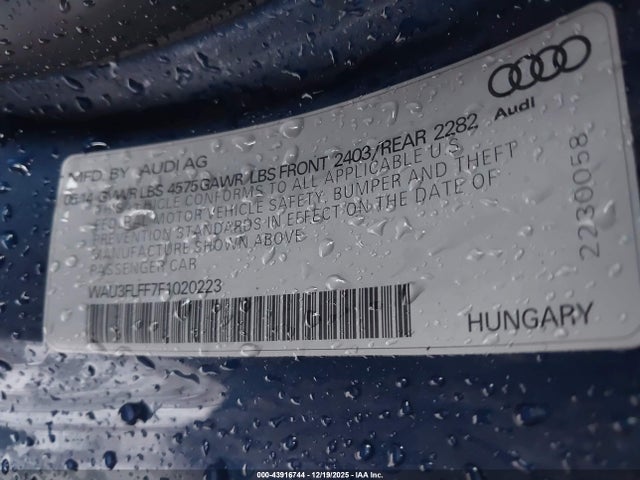 Audi
MFD BY AUDI AG
05/14 GVWR LBS 4575 GAWR LBS FRONT 2403/REAR 2282
THIS VEHICLE CONFORMS TO ALL APPLICABLE U.S.
FEDERAL MOTOR VEHICLE SAFETY, BUMPER AND THEFT
PREVENTION STANDARDS IN EFFECT ON THE DATE OF
MANUFACTURE SHOWN ABOVE
PASSENGER CAR
WAU3FLFF7F1020223
HUNGARY
2230058
000-43916744 - 12/19/2025 - IAA Inc.